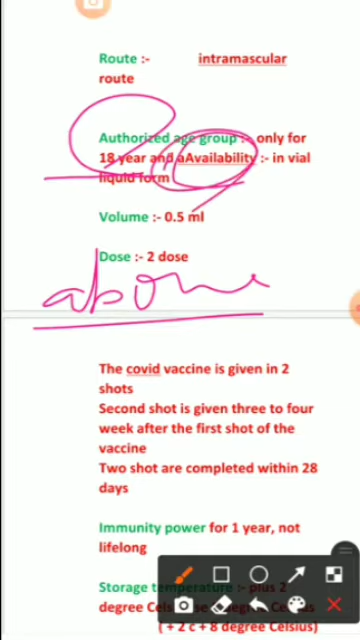 Route :- intramascular
route
Authorized age group :- only for
18 year and aAvailability :- in vial
liquid form
Volume :- 0.5 ml
Dose :- 2 dose
above
The covid vaccine is given in 2
shots
Second shot is given three to four
week after the first shot of the
vaccine
Two shot are completed within 28
days
Immunity power for 1 year, not
lifelong
Storage temperature :- plus 2
degree
( + 2 c + 8 degree Celsius)